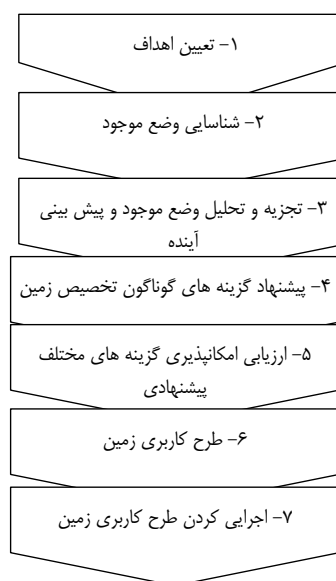 ۱- تعیین اهداف
۲- شناسایی وضع موجود
۳- تجزیه و تحلیل وضع موجود و پیش بینی
آینده
۴- پیشنهاد گزینه های گوناگون تخصیص زمین
۵- ارزیابی امکانپذیری گزینه های مختلف
پیشنهادی
۶- طرح کاربری زمین
۷- اجرایی کردن طرح کاربری زمین